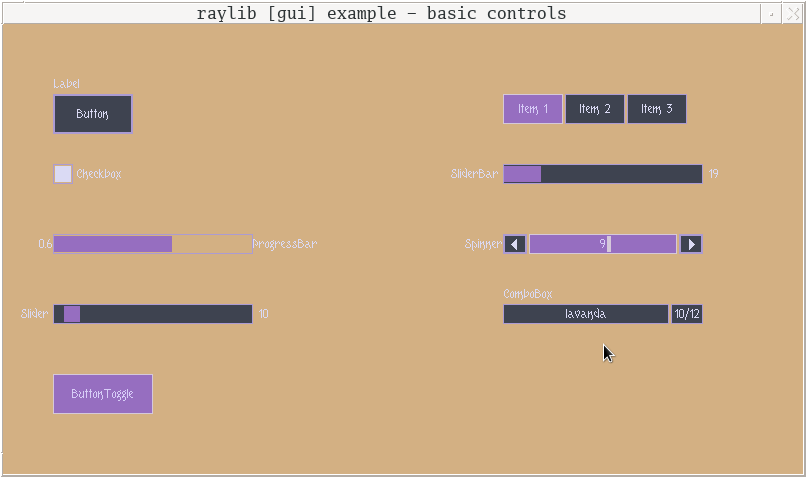 raylib [gui] example - basic controls
Label
Button
Item 1 Item 2 Item 3
Checkbox
SliderBar 19
0.6 ProgressBar
Spinner 9
ComboBox
Slider 10
lavanda 10/12
ButtonToggle